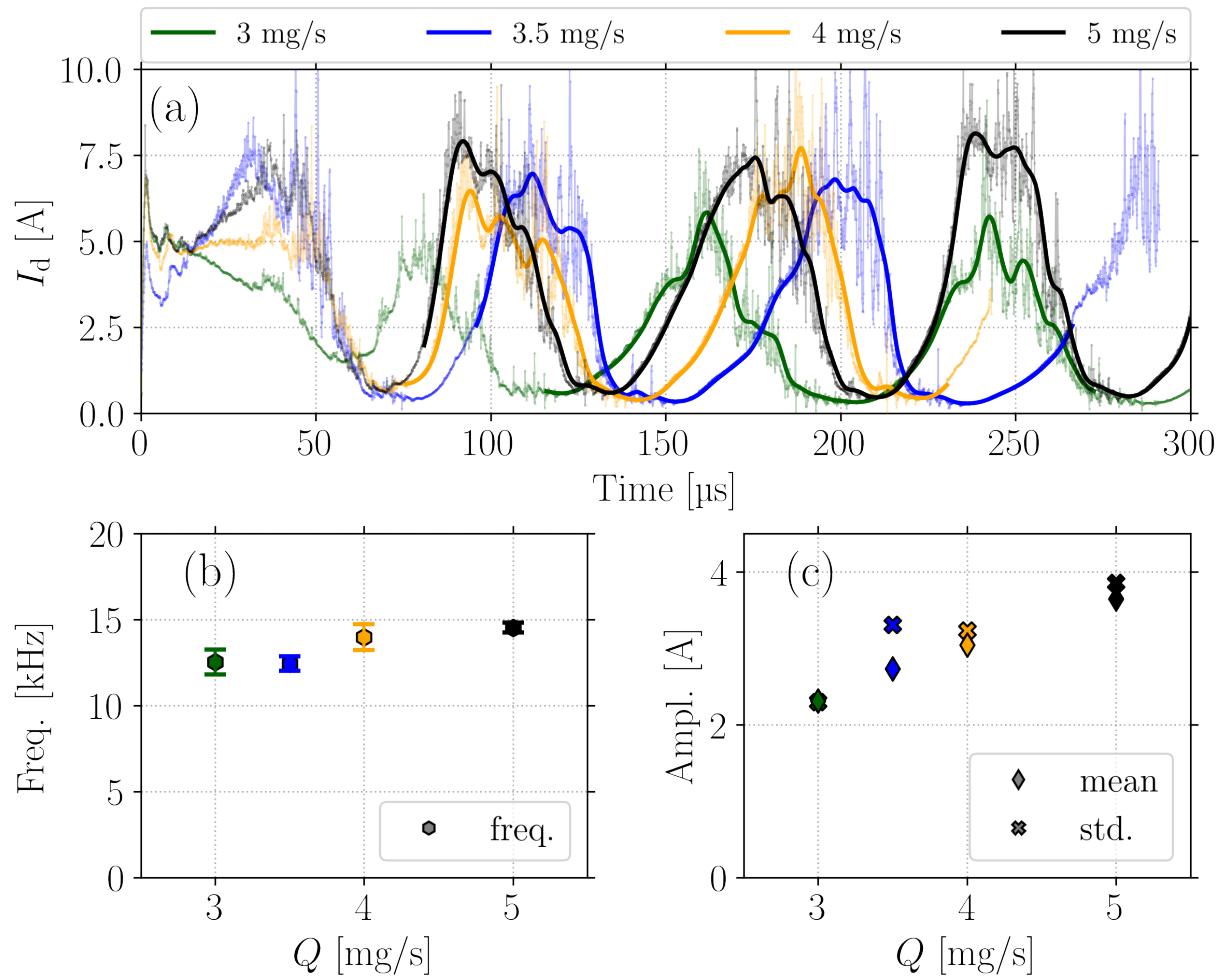 3 mg/s 3.5 mg/s 4 mg/s 5 mg/s
(a)
10.0
7.5
5.0
2.5
0.0
I_d [A]
0 50 100 150 200 250 300
Time [µs]
(b)
20
15
10
5
0
Freq. [kHz]
freq.
3 4 5
Q [mg/s]
(c)
4
2
0
Ampl. [A]
mean
std.
3 4 5
Q [mg/s]